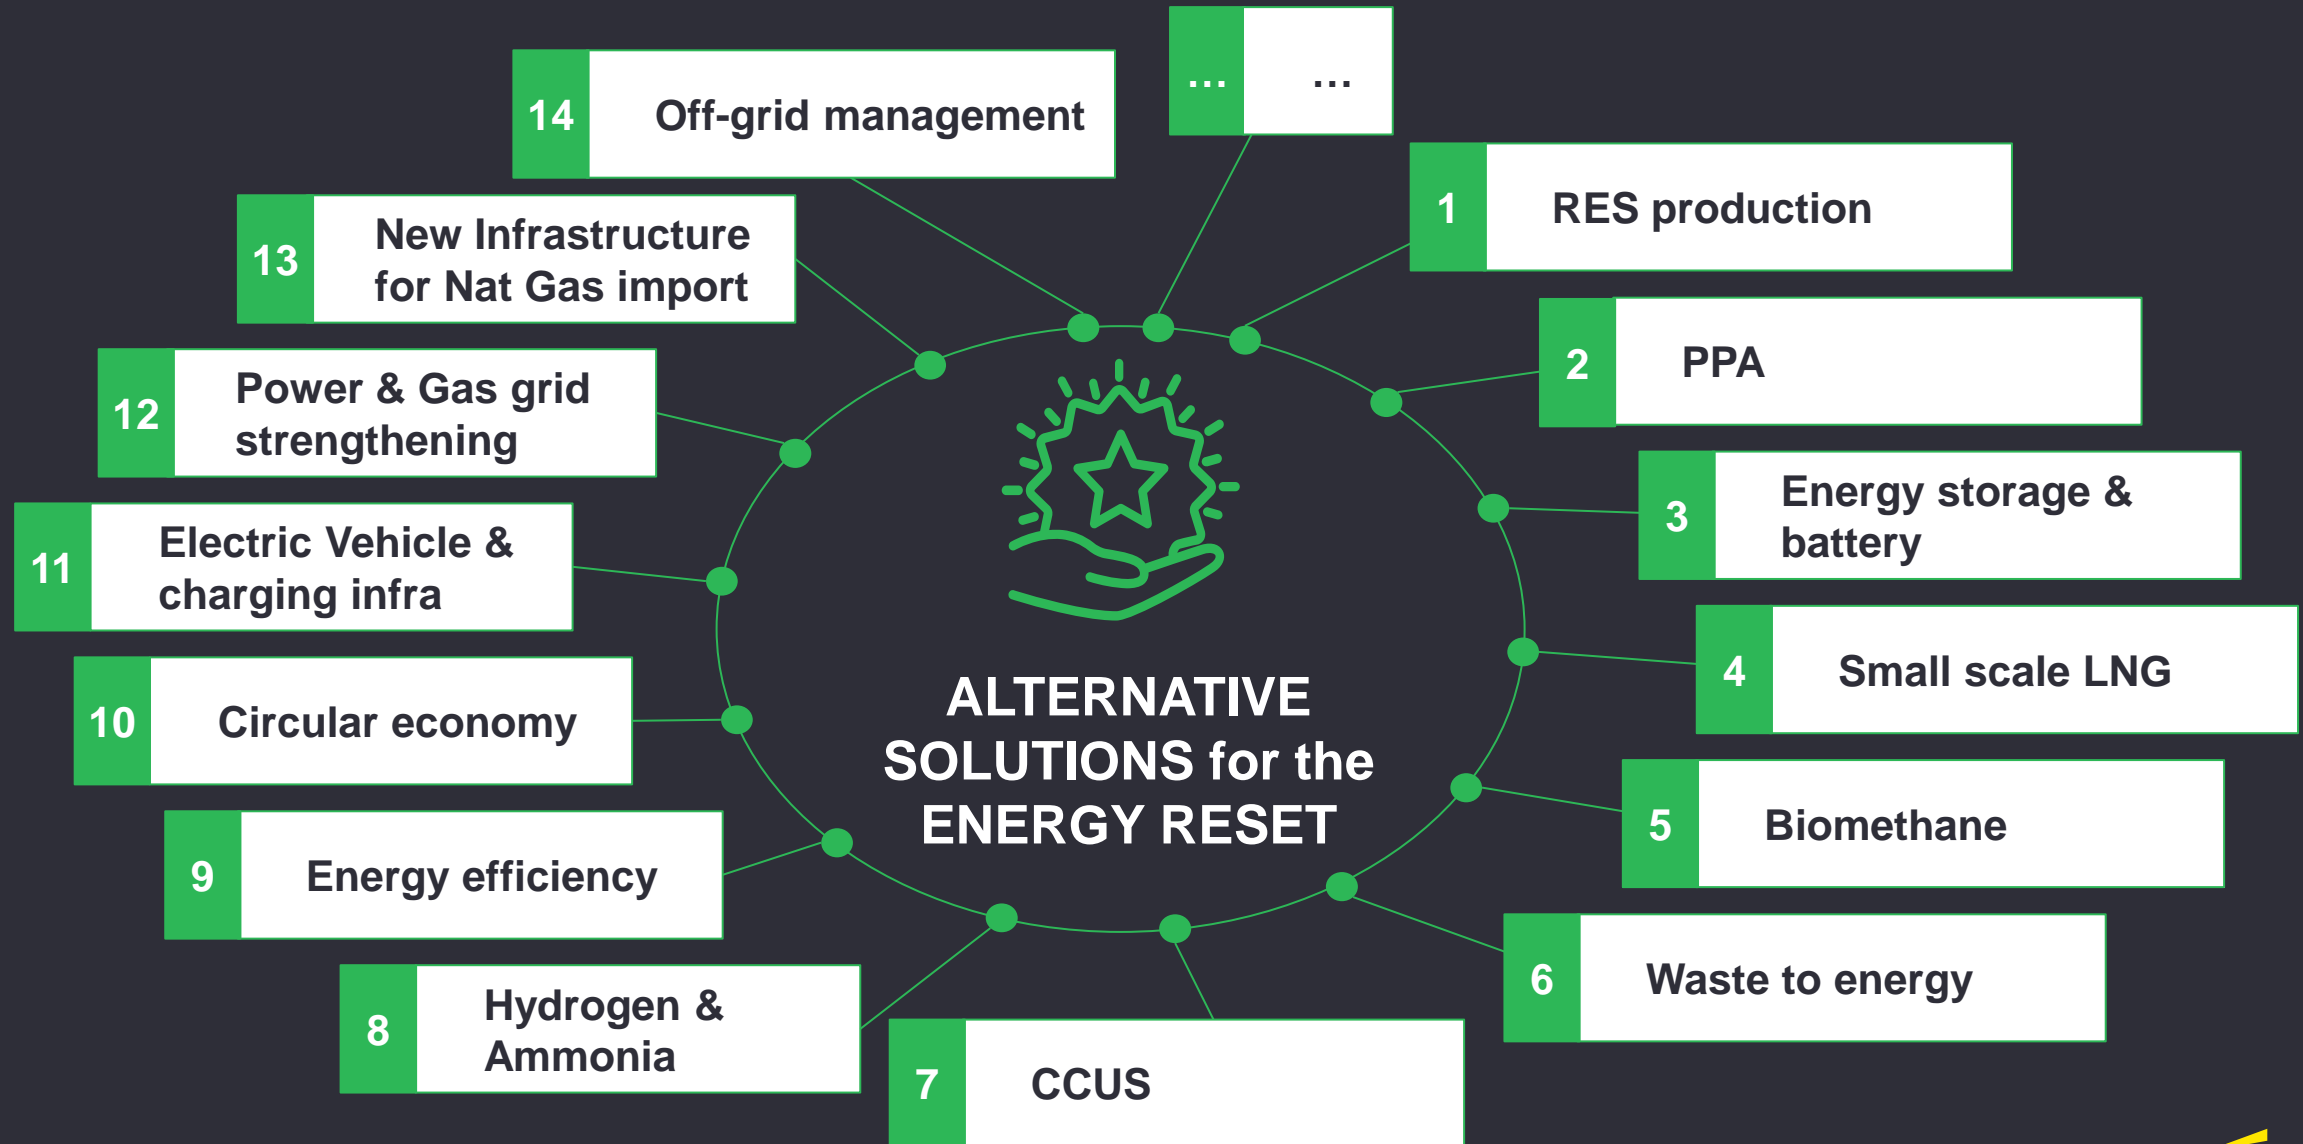 … …
1 RES production
2 PPA
3 Energy storage &
battery
4 Small scale LNG
5 Biomethane
6 Waste to energy
7 CCUS
8 Hydrogen &
Ammonia
9 Energy efficiency
10 Circular economy
11 Electric Vehicle &
charging infra
12 Power & Gas grid
strengthening
13 New Infrastructure
for Nat Gas import
14 Off-grid management
ALTERNATIVE
SOLUTIONS for the
ENERGY RESET